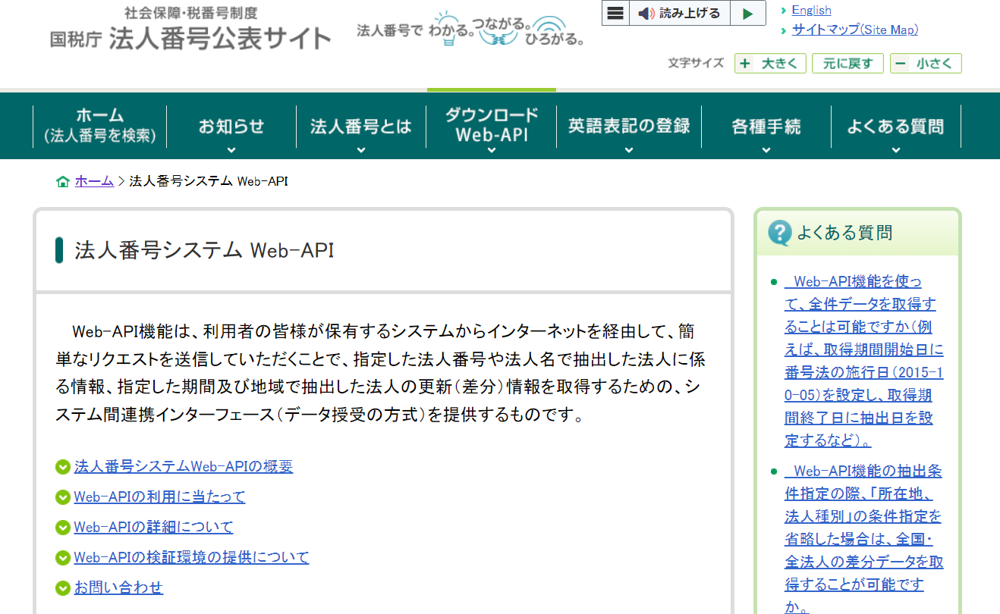 社会保障・税番号制度
国税庁 法人番号公表サイト
法人番号で わかる。つながる。ひろがる。
読み上げる
English
サイトマップ(Site Map)
文字サイズ + 大きく 元に戻す − 小さく
ホーム
(法人番号を検索)
お知らせ
法人番号とは
ダウンロード
Web-API
英語表記の登録
各種手続
よくある質問
ホーム > 法人番号システム Web-API
法人番号システム Web-API
Web-API機能は、利用者の皆様が保有するシステムからインターネットを経由して、簡
単なリクエストを送信していただくことで、指定した法人番号や法人名で抽出した法人に係
る情報、指定した期間及び地域で抽出した法人の更新(差分)情報を取得するための、シ
ステム間連携インターフェース(データ授受の方式)を提供するものです。
法人番号システムWeb-APIの概要
Web-APIの利用に当たって
Web-APIの詳細について
Web-APIの検証環境の提供について
お問い合わせ
よくある質問
Web-API機能を使っ
て、全件データを取得す
ることは可能ですか(例
えば、取得期間開始日に
番号法の施行日(2015-1
0-05)を設定し、取得期
間終了日に抽出日を設
定するなど)。
Web-API機能の抽出条
件指定の際、「所在地、
法人種別」の条件指定を
省略した場合は、全国・
全法人の差分データを取
得することが可能です
か。